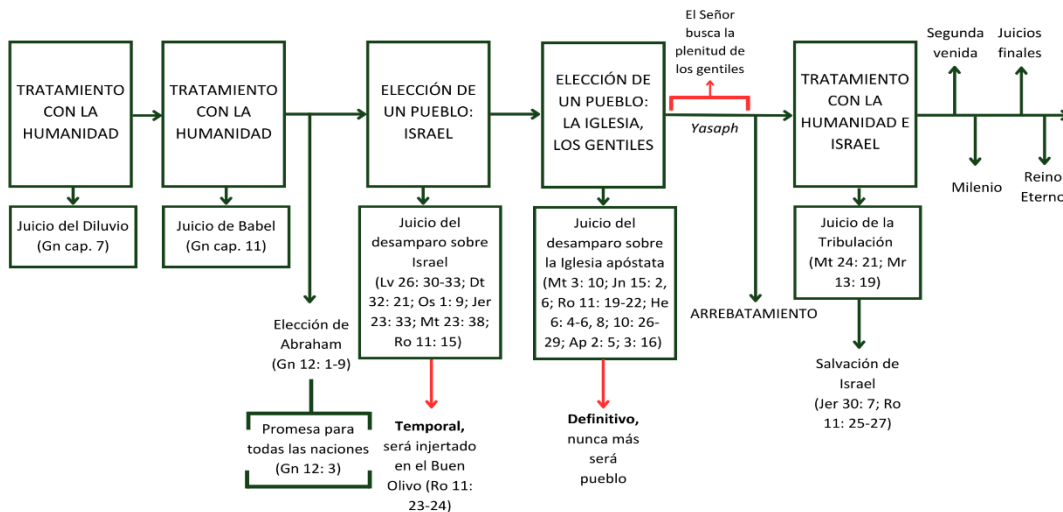 El Señor
busca la
plenitud de
los gentiles
Segunda
venida
Juicios
finales
TRATAMIENTO
CON LA
HUMANIDAD
TRATAMIENTO
CON LA
HUMANIDAD
ELECCIÓN DE
UN PUEBLO:
ISRAEL
ELECCIÓN DE
UN PUEBLO:
LA IGLESIA,
LOS GENTILES
Yasaph
TRATAMIENTO
CON LA
HUMANIDAD E
ISRAEL
Milenio
Reino
Eterno
Juicio del Diluvio
(Gn cap. 7)
Juicio de Babel
(Gn cap. 11)
Juicio del
desamparo sobre
Israel
(Lv 26: 30-33; Dt
32: 21; Os 1: 9; Jer
23: 33; Mt 23: 38;
Ro 11: 15)
Juicio del
desamparo sobre
la Iglesia apóstata
(Mt 3: 10; Jn 15: 2,
6; Ro 11: 19-22; He
6: 4-6, 8; 10: 26-
29; Ap 2: 5; 3: 16)
Juicio de la
Tribulación
(Mt 24: 21; Mr
13: 19)
ARREBATAMIENTO
Elección de
Abraham
(Gn 12: 1-9)
Salvación de
Israel
(Jer 30: 7; Ro
11: 25-27)
Promesa para
todas las naciones
(Gn 12: 3)
Temporal,
será injertado
en el Buen
Olivo (Ro 11:
23-24)
Definitivo,
nunca más
será
pueblo